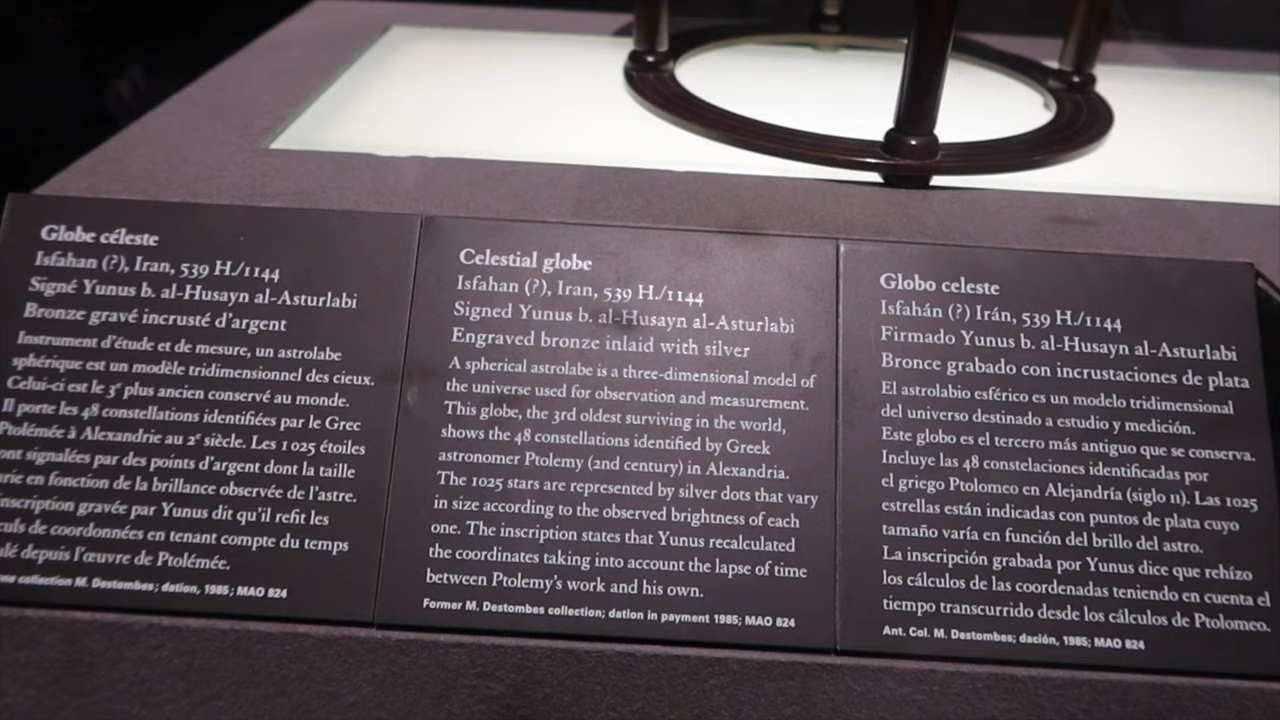 Globe céleste
Isfahan (?), Iran, 539 H./1144
Signé Yunus b. al-Husayn al-Asturlabi
Bronze gravé incrusté d'argent
Instrument d'étude et de mesure, un astrolabe
sphérique est un modèle tridimensionnel des cieux.
Celui-ci est le 3e plus ancien conservé au monde.
Il porte les 48 constellations identifiées par le Grec
Ptolémée à Alexandrie au 2e siècle. Les 1025 étoiles
signalées par des points d'argent dont la taille
en fonction de la brillance observée de l'astre.
inscription gravée par Yunus dit qu'il refit les
de coordonnées en tenant compte du temps
depuis l'œuvre de Ptolémée.
collection M. Destombes; dation, 1985; MAO 824
Celestial globe
Isfahan (?), Iran, 539 H./1144
Signed Yunus b. al-Husayn al-Asturlabi
Engraved bronze inlaid with silver
A spherical astrolabe is a three-dimensional model of
the universe used for observation and measurement.
This globe, the 3rd oldest surviving in the world,
shows the 48 constellations identified by Greek
astronomer Ptolemy (2nd century) in Alexandria.
The 1025 stars are represented by silver dots that vary
in size according to the observed brightness of each
one. The inscription states that Yunus recalculated
the coordinates taking into account the lapse of time
between Ptolemy's work and his own.
Former M. Destombes collection; dation in payment 1985; MAO 824
Globo celeste
Isfahán (?) Irán, 539 H./1144
Firmado Yunus b. al-Husayn al-Asturlabi
Bronce grabado con incrustaciones de plata
El astrolabio esférico es un modelo tridimensional
del universo destinado a estudio y medición.
Este globo es el tercero más antiguo que se conserva.
Incluye las 48 constelaciones identificadas por
el griego Ptolomeo en Alejandría (siglo II). Las 1025
estrellas están indicadas con puntos de plata cuyo
tamaño varía en función del brillo del astro.
La inscripción grabada por Yunus dice que rehízo
los cálculos de las coordenadas teniendo en cuenta el
tiempo transcurrido desde los cálculos de Ptolomeo.
Ant. Col. M. Destombes; dación, 1985; MAO 824